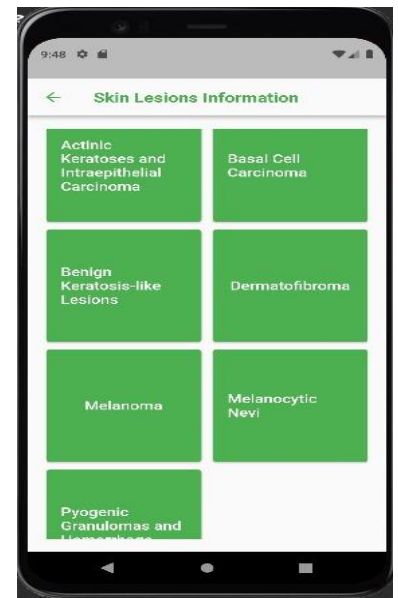 9:48
Skin Lesions Information
Actinic
Keratoses and
Intraepithelial
Carcinoma
Basal Cell
Carcinoma
Benign
Keratosis-like
Lesions
Dermatofibroma
Melanoma
Melanocytic
Nevi
Pyogenic
Granulomas and